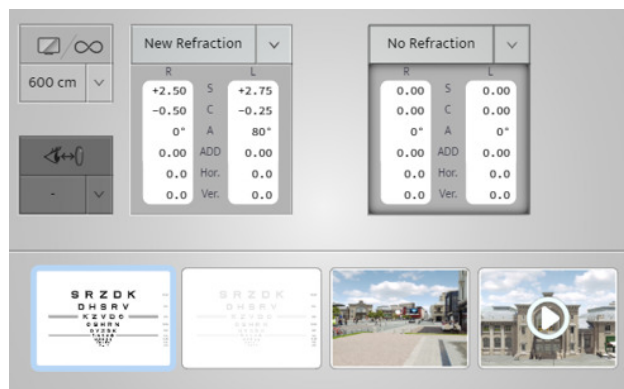 600 cm
-
New Refraction
R L
+2.50 S +2.75
−0.50 C −0.25
0° A 80°
0.00 ADD 0.00
0.0 Hor. 0.0
0.0 Ver. 0.0
No Refraction
R L
0.00 S 0.00
0.00 C 0.00
0° A 0°
0.00 ADD 0.00
0.0 Hor. 0.0
0.0 Ver. 0.0
S R Z D K
D H S R V
K Z V D C
S R Z D K
D H S R V
K Z V D C